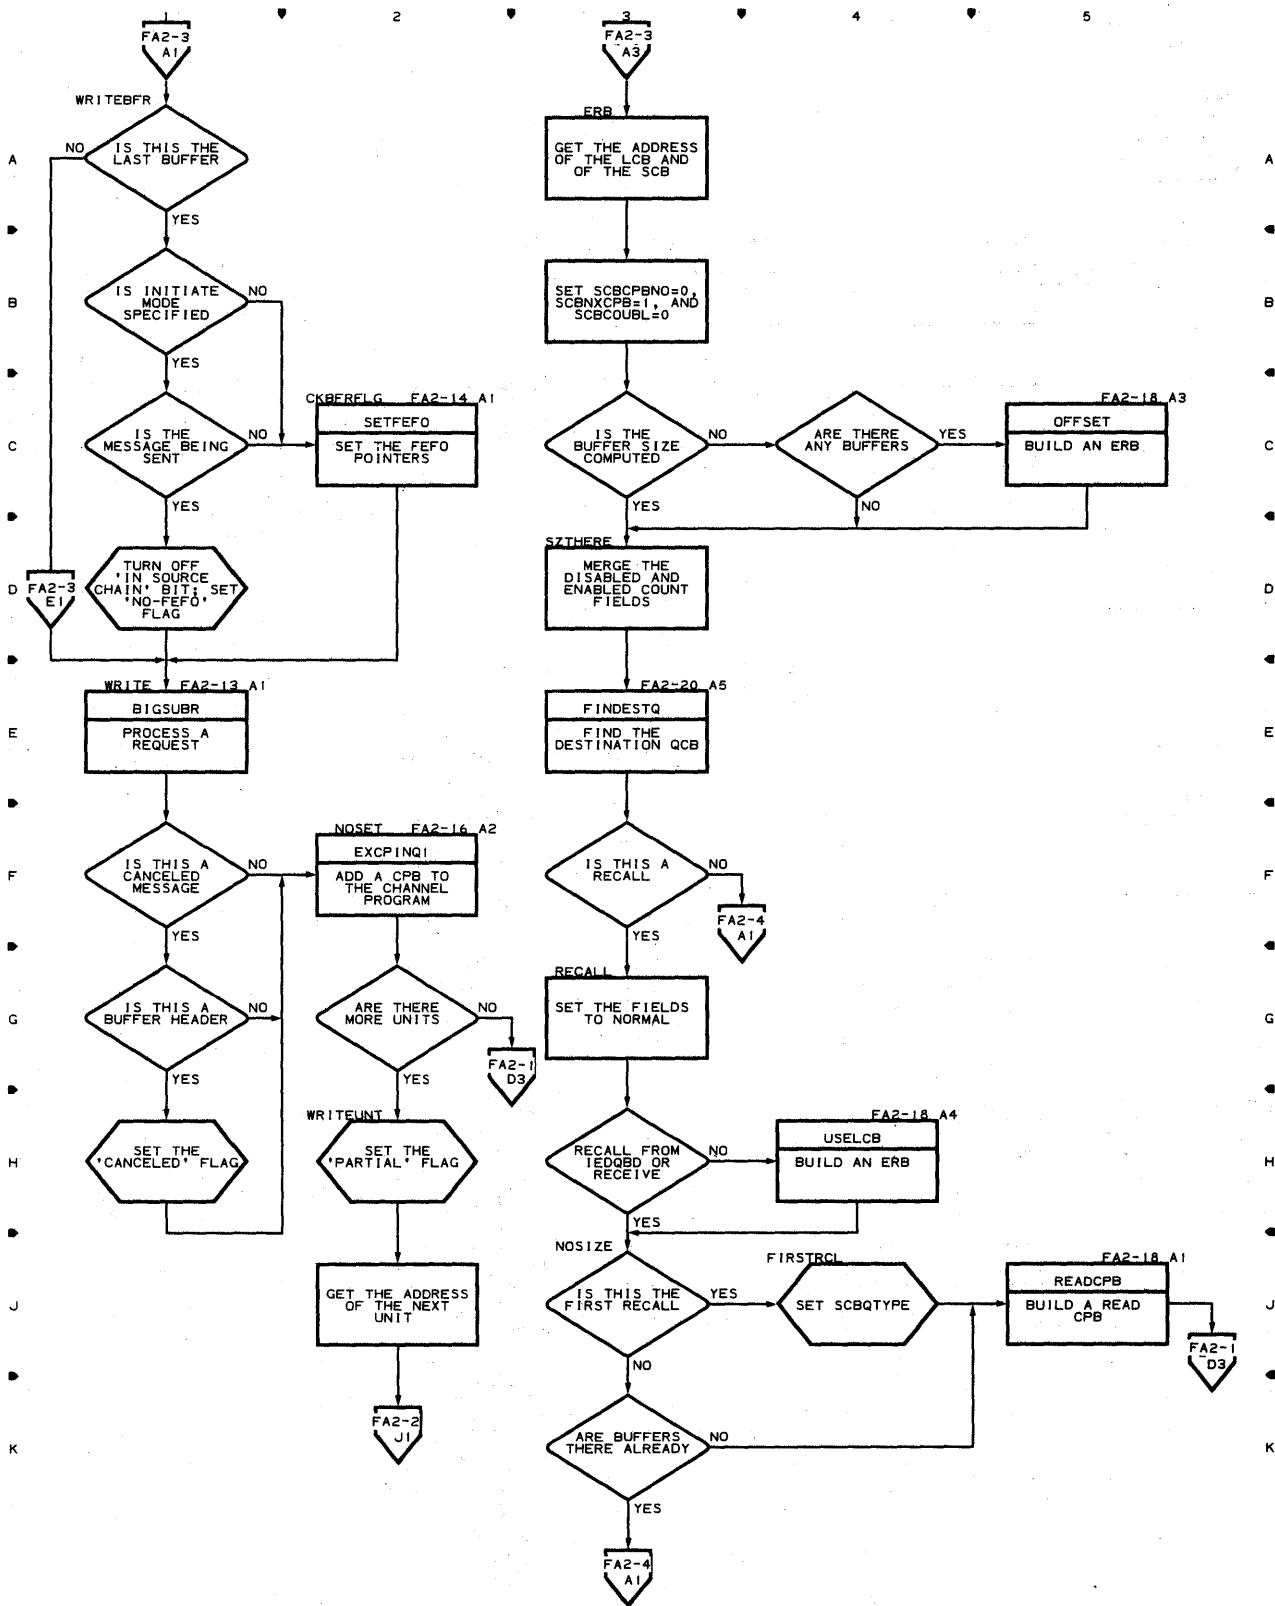 1 2 3 4 5
FA2-3
A1
WRITEBFR
A
NO
IS THIS THE
LAST BUFFER
YES
B
IS INITIATE
MODE
SPECIFIED
NO
YES
C
IS THE
MESSAGE BEING
SENT
NO
CKBFRFLG FA2-14 A1
SETFEFO
SET THE FEFO
POINTERS
YES
D
FA2-3
E1
TURN OFF
'IN SOURCE
CHAIN' BIT; SET
'NO-FEFO'
FLAG
WRITE FA2-13 A1
E
BIGSUBR
PROCESS A
REQUEST
F
IS THIS A
CANCELED
MESSAGE
NO
NOSET FA2-16 A2
EXCPINQ1
ADD A CPB TO
THE CHANNEL
PROGRAM
YES
G
IS THIS A
BUFFER HEADER
NO
ARE THERE
MORE UNITS
NO
FA2-1
D3
YES
YES
WRITEUNT
H
SET THE
'CANCELED' FLAG
SET THE
'PARTIAL' FLAG
J
GET THE ADDRESS
OF THE NEXT
UNIT
K
FA2-2
J1
FA2-3
A3
ERB
GET THE ADDRESS
OF THE LCB AND
OF THE SCB
A
SET SCBCPBNO=0,
SCBNXCPB=1, AND
SCBCOUBL=0
B
IS THE
BUFFER SIZE
COMPUTED
NO
ARE THERE
ANY BUFFERS
YES
FA2-18 A3
OFFSET
BUILD AN ERB
C
YES
NO
SZTHERE
MERGE THE
DISABLED AND
ENABLED COUNT
FIELDS
D
FA2-20 A5
FINDESTQ
FIND THE
DESTINATION QCB
E
IS THIS A
RECALL
NO
F
FA2-4
A1
YES
RECALL
SET THE FIELDS
TO NORMAL
G
RECALL FROM
IEDQBD OR
RECEIVE
NO
FA2-18 A4
USELCB
BUILD AN ERB
H
YES
NOSIZE
IS THIS THE
FIRST RECALL
YES
FIRSTRCL
SET SCBQTYPE
FA2-18 A1
READCPB
BUILD A READ
CPB
J
FA2-1
D3
NO
ARE BUFFERS
THERE ALREADY
NO
K
YES
FA2-4
A1